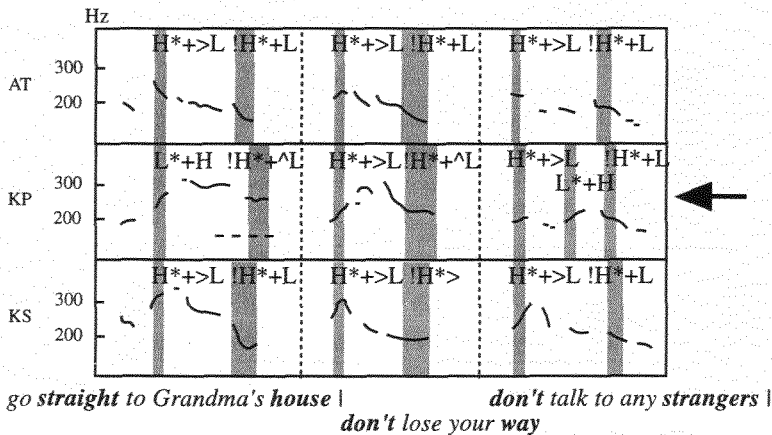 Hz
H*+>L !H*+L H*+>L !H*+L H*+>L !H*+L
AT
300
200
L*+H !H*+^L H*+>L !H*+^L H*+>L !H*+L
L*+H
KP
300
200
H*+>L !H*+L H*+>L !H*> H*+>L !H*+L
KS
300
200
go straight to Grandma's house | don't talk to any strangers |
don't lose your way